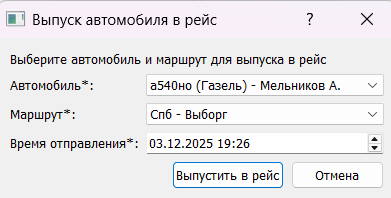 Выпуск автомобиля в рейс ? ×
Выберите автомобиль и маршрут для выпуска в рейс
Автомобиль*: а540но (Газель) - Мельников А.
Маршрут*: Спб - Выборг
Время отправления*: 03.12.2025 19:26
Выпустить в рейс Отмена